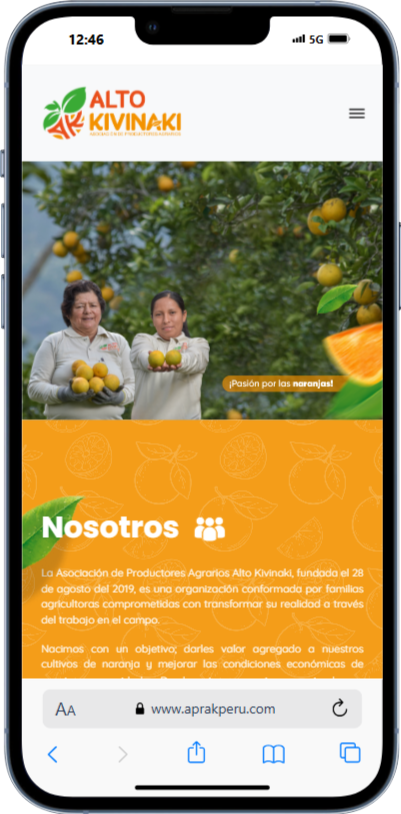 12:46
5G
ALTO
KIVINAKI
¡Pasión por las naranjas!
Nosotros
La Asociación de Productores Agrarios Alto Kivinaki, fundada el 28
de agosto del 2019, es una organización conformada por familias
agricultoras comprometidas con transformar su realidad a través
del trabajo en el campo.
Nacimos con un objetivo; darles valor agregado a nuestros
cultivos de naranja y mejorar las condiciones económicas de
AA
www.aprakperu.com